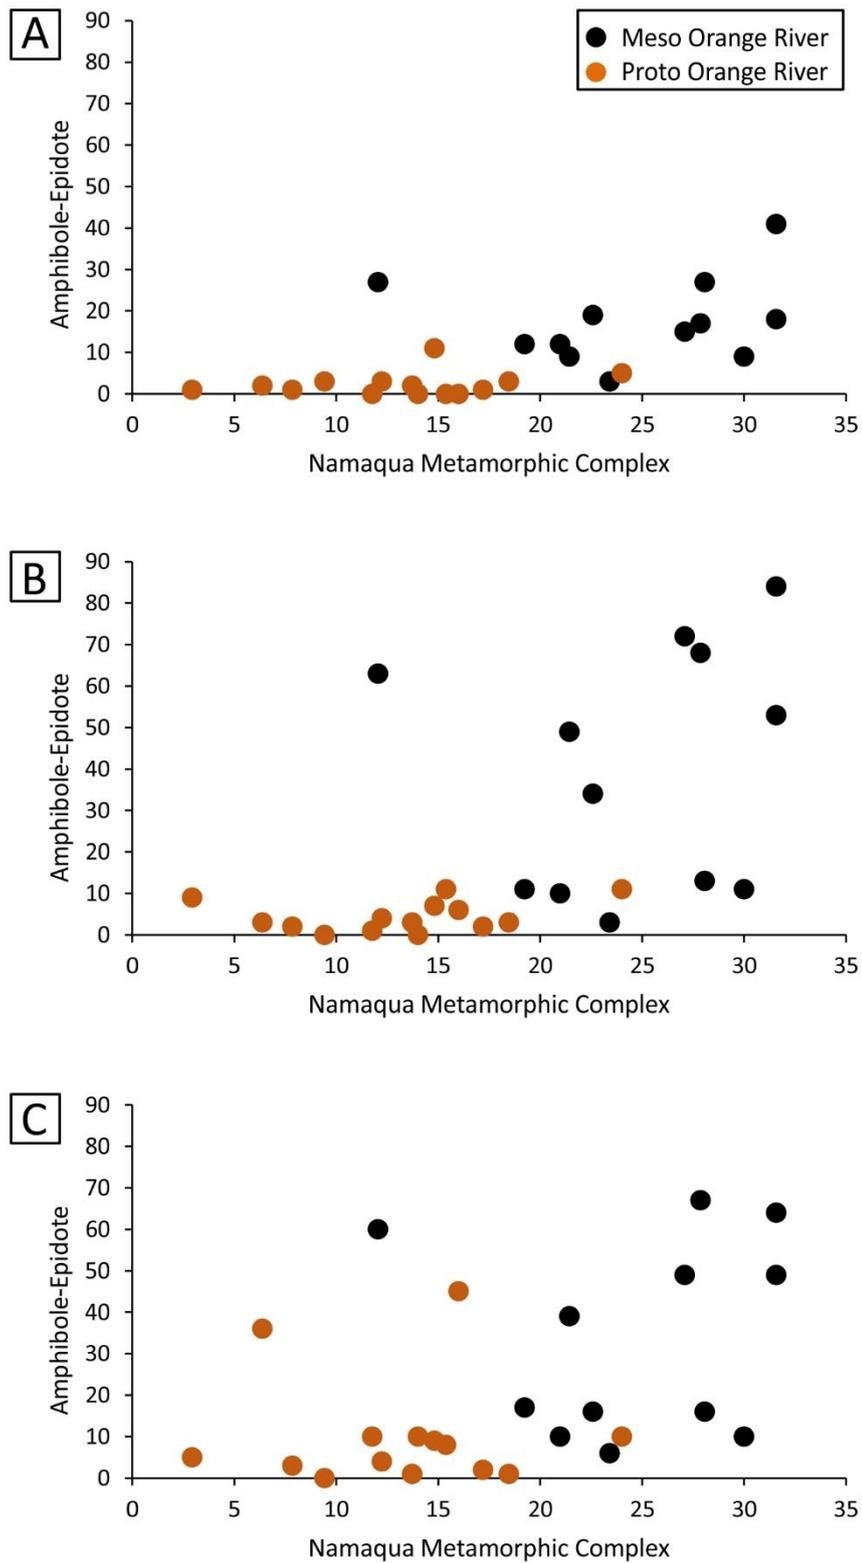 A
Meso Orange River
Proto Orange River
90
80
70
60
50
40
30
20
10
0
Amphibole-Epidote
0 5 10 15 20 25 30 35
Namaqua Metamorphic Complex
B
90
80
70
60
50
40
30
20
10
0
Amphibole-Epidote
0 5 10 15 20 25 30 35
Namaqua Metamorphic Complex
C
90
80
70
60
50
40
30
20
10
0
Amphibole-Epidote
0 5 10 15 20 25 30 35
Namaqua Metamorphic Complex